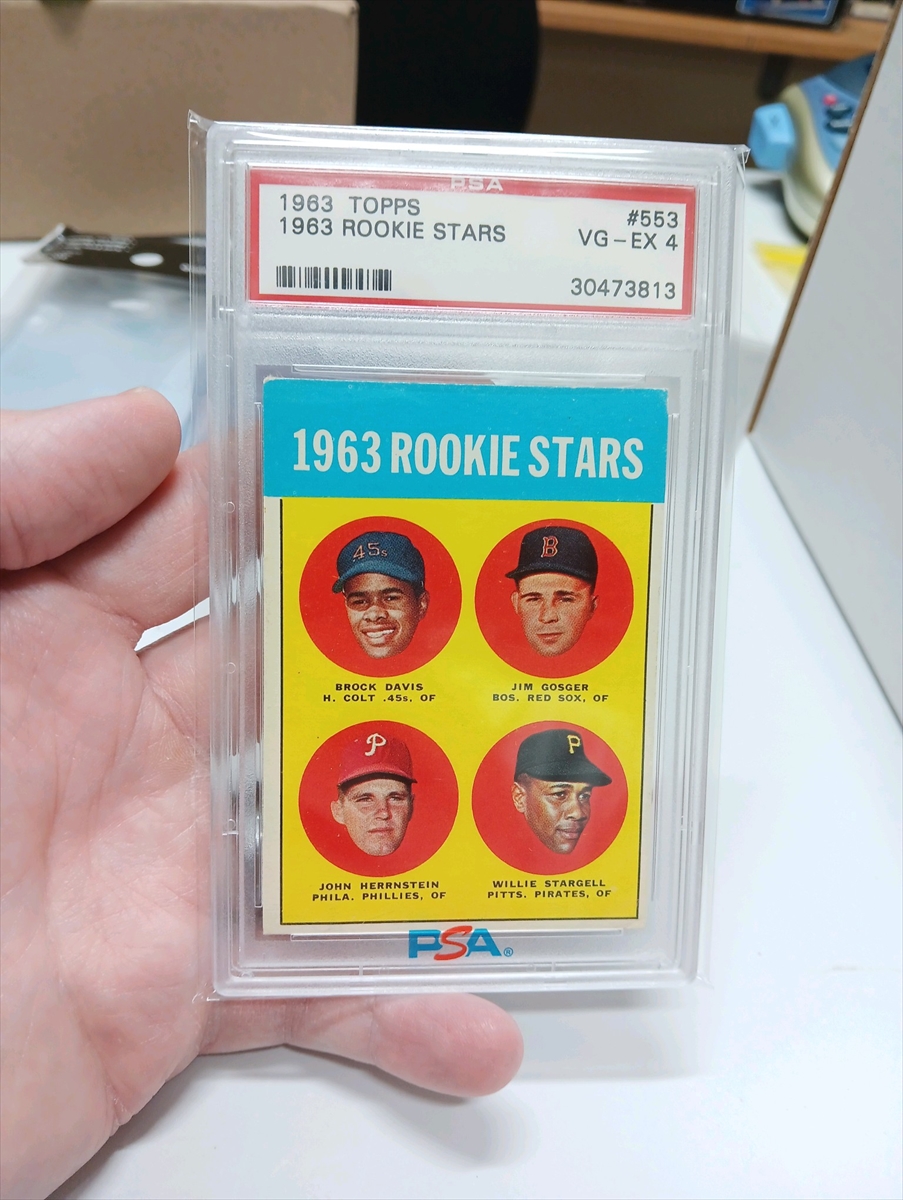 PSA
1963 TOPPS #553
1963 ROOKIE STARS VG-EX 4
30473813
1963 ROOKIE STARS
45s B
BROCK DAVIS JIM GOSGER
H. COLT .45s, OF BOS. RED SOX, OF
P P
JOHN HERRNSTEIN WILLIE STARGELL
PHILA. PHILLIES, OF PITTS. PIRATES, OF
PSA®